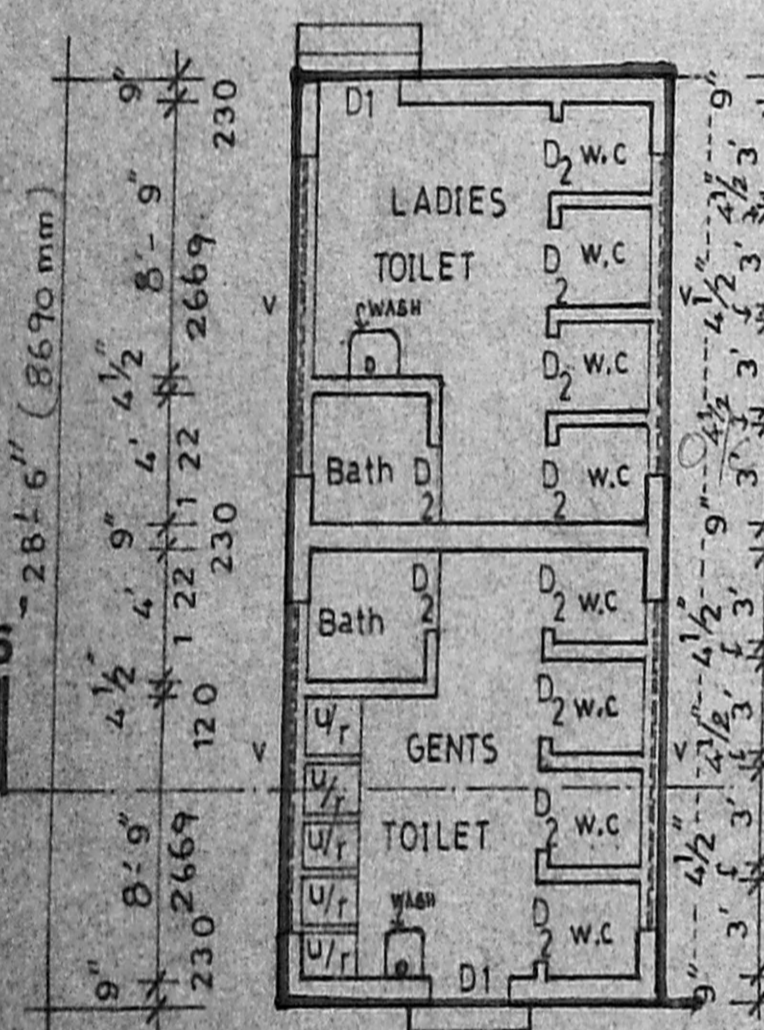 28'-6" (8690 mm)
9"
230
8'-9"
2669
4½"
4'
1 22
9"
230
4'
1 22
4½"
120
8'-9"
2669
9"
230
D1
LADIES
TOILET
WASH
D2 W.C
D2 W.C
D2 W.C
D2 W.C
Bath D2
Bath D2
D2 W.C
D2 W.C
D2 W.C
D2 W.C
U/r
U/r
U/r
U/r
U/r
GENTS
TOILET
WASH
D1
9"
3'
4½"
3'
4½"
3'
4½"
3'
9"
3'
4½"
3'
4½"
3'
4½"
3'
9"